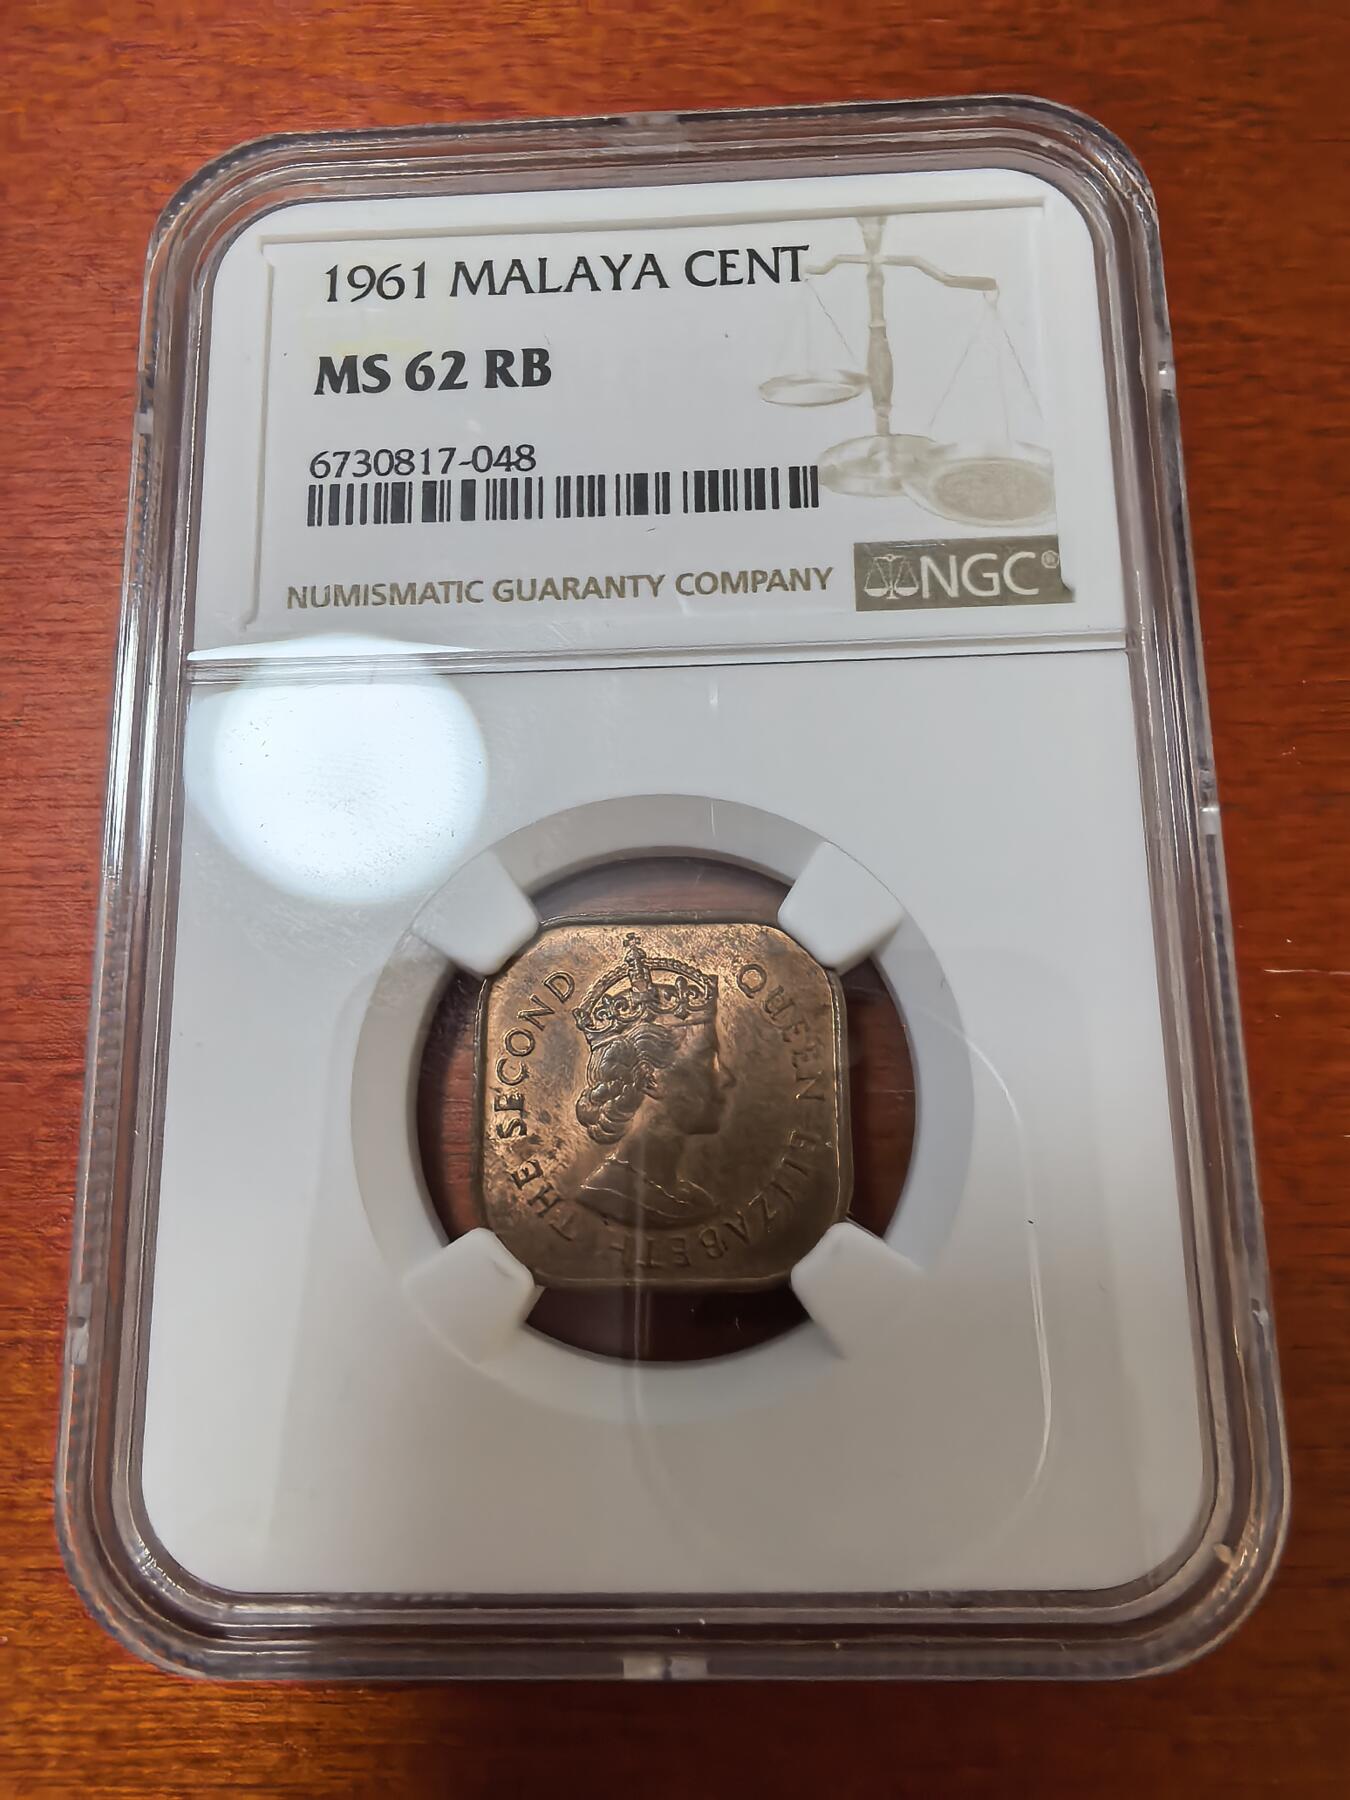 1961 MALAYA CENT
MS 62 RB
6730817-048
NUMISMATIC GUARANTY COMPANY
NGC®
QUEEN ELIZABETH
THE SECOND